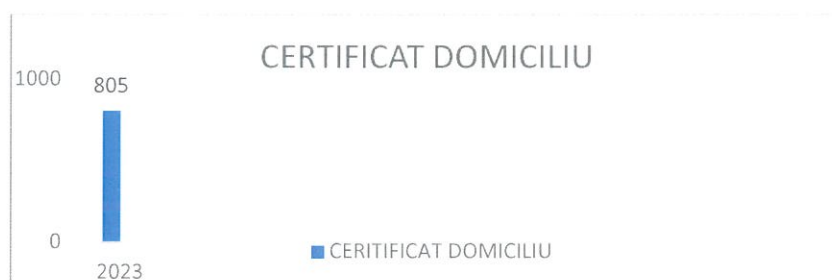 CERTIFICAT DOMICILIU
1000
805
0
2023
CERITIFICAT DOMICILIU